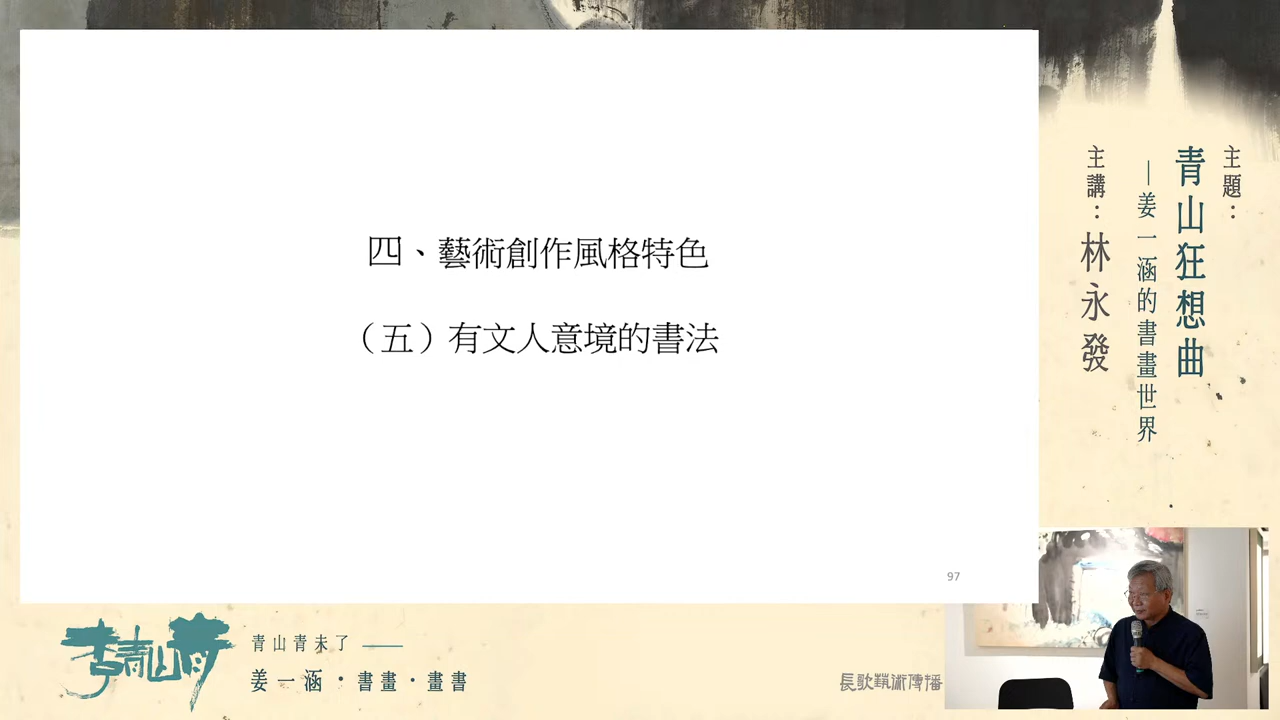 四、藝術創作風格特色
（五）有文人意境的書法
97
主題：
青山狂想曲
—姜一涵的書畫世界
主講：林永發
青山青未了——
姜一涵•書畫·畫書
長歌藝術傳播